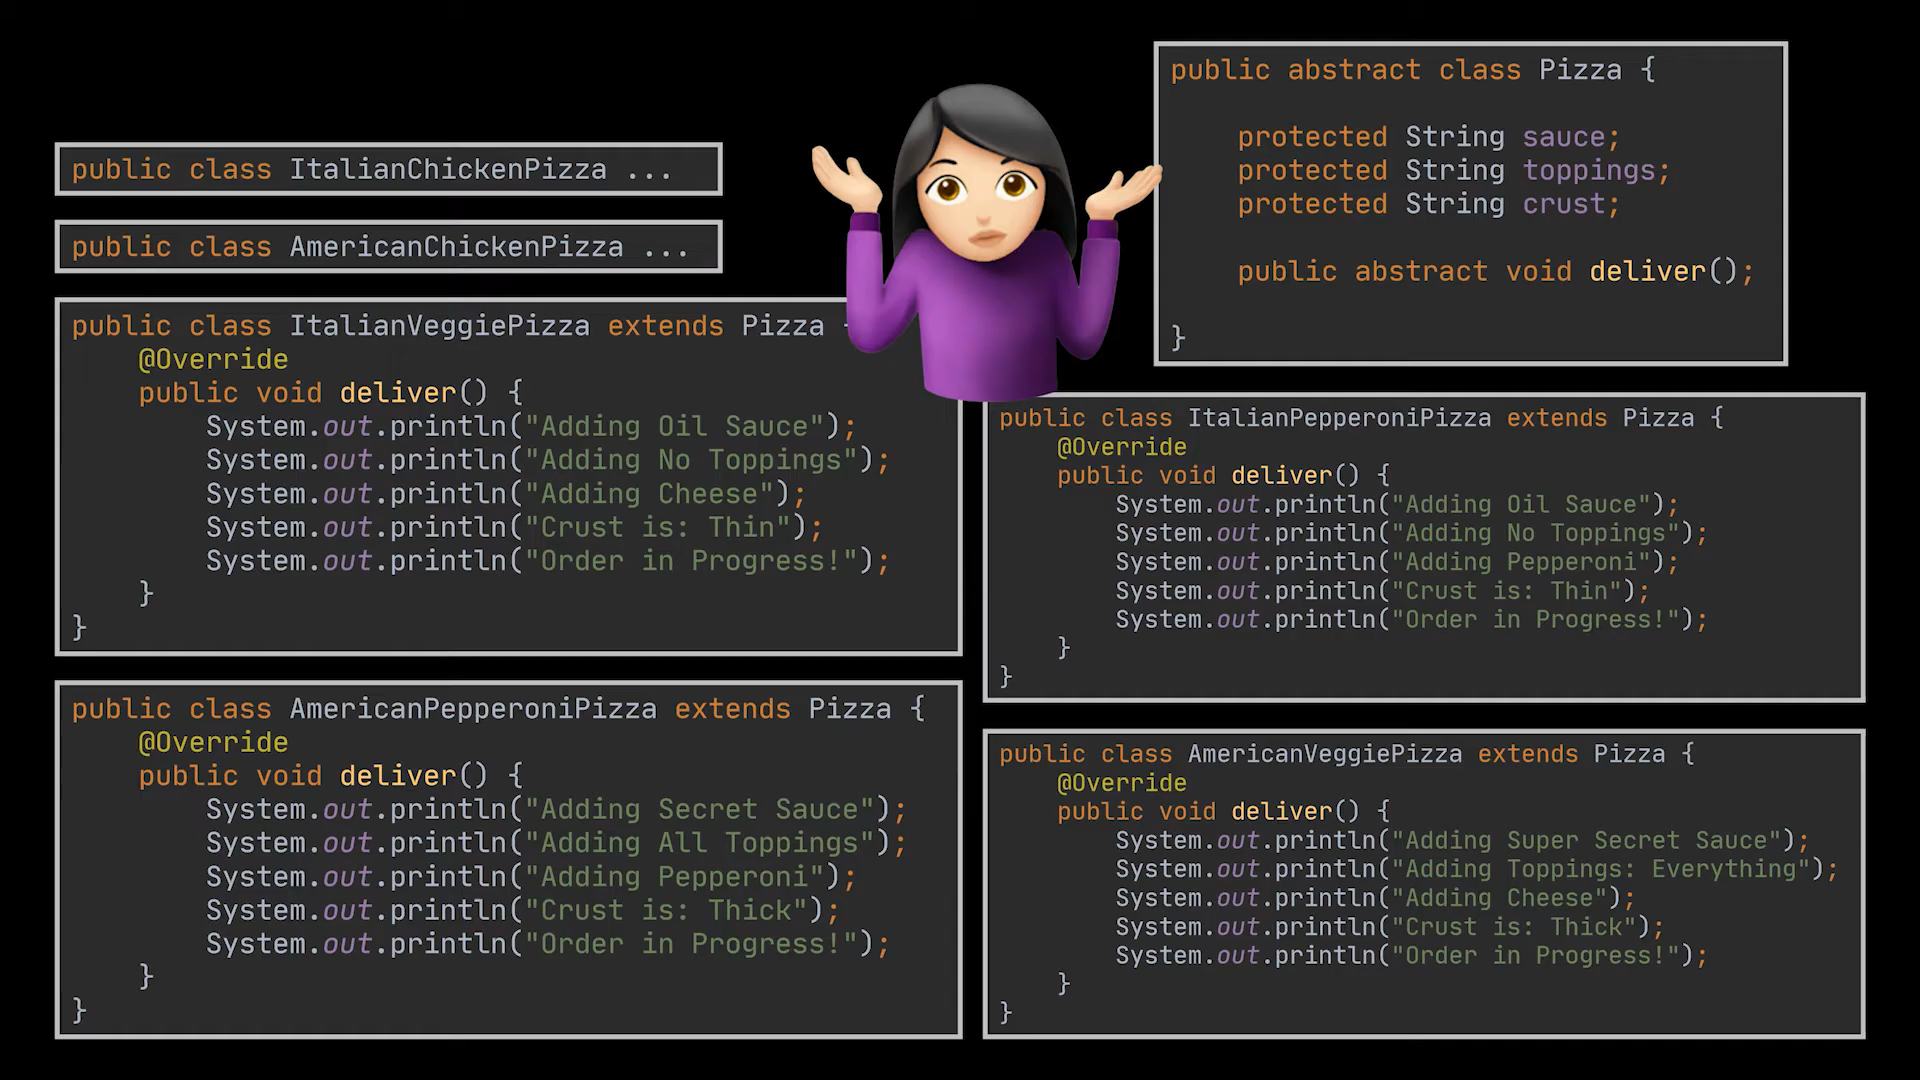 public class ItalianChickenPizza ...
public class AmericanChickenPizza ...
public class ItalianVeggiePizza extends Pizza
    @Override
    public void deliver() {
        System.out.println("Adding Oil Sauce");
        System.out.println("Adding No Toppings");
        System.out.println("Adding Cheese");
        System.out.println("Crust is: Thin");
        System.out.println("Order in Progress!");
    }
}
public class AmericanPepperoniPizza extends Pizza {
    @Override
    public void deliver() {
        System.out.println("Adding Secret Sauce");
        System.out.println("Adding All Toppings");
        System.out.println("Adding Pepperoni");
        System.out.println("Crust is: Thick");
        System.out.println("Order in Progress!");
    }
}
public abstract class Pizza {
    protected String sauce;
    protected String toppings;
    protected String crust;
    public abstract void deliver();
}
public class ItalianPepperoniPizza extends Pizza {
    @Override
    public void deliver() {
        System.out.println("Adding Oil Sauce");
        System.out.println("Adding No Toppings");
        System.out.println("Adding Pepperoni");
        System.out.println("Crust is: Thin");
        System.out.println("Order in Progress!");
    }
}
public class AmericanVeggiePizza extends Pizza {
    @Override
    public void deliver() {
        System.out.println("Adding Super Secret Sauce");
        System.out.println("Adding Toppings: Everything");
        System.out.println("Adding Cheese");
        System.out.println("Crust is: Thick");
        System.out.println("Order in Progress!");
    }
}